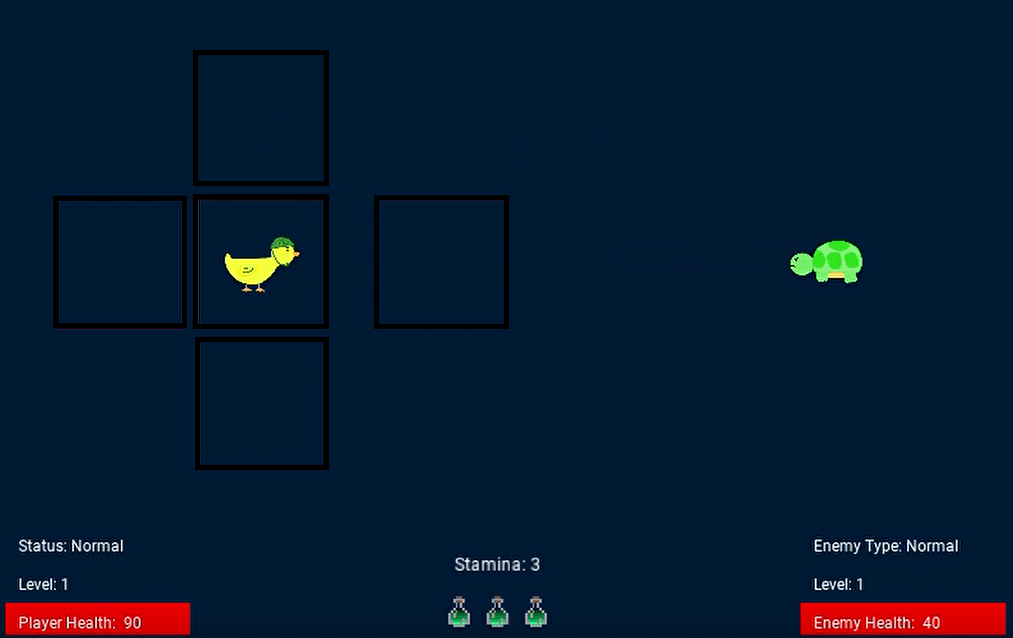 Status: Normal
Level: 1
Player Health: 90
Stamina: 3
Enemy Type: Normal
Level: 1
Enemy Health: 40